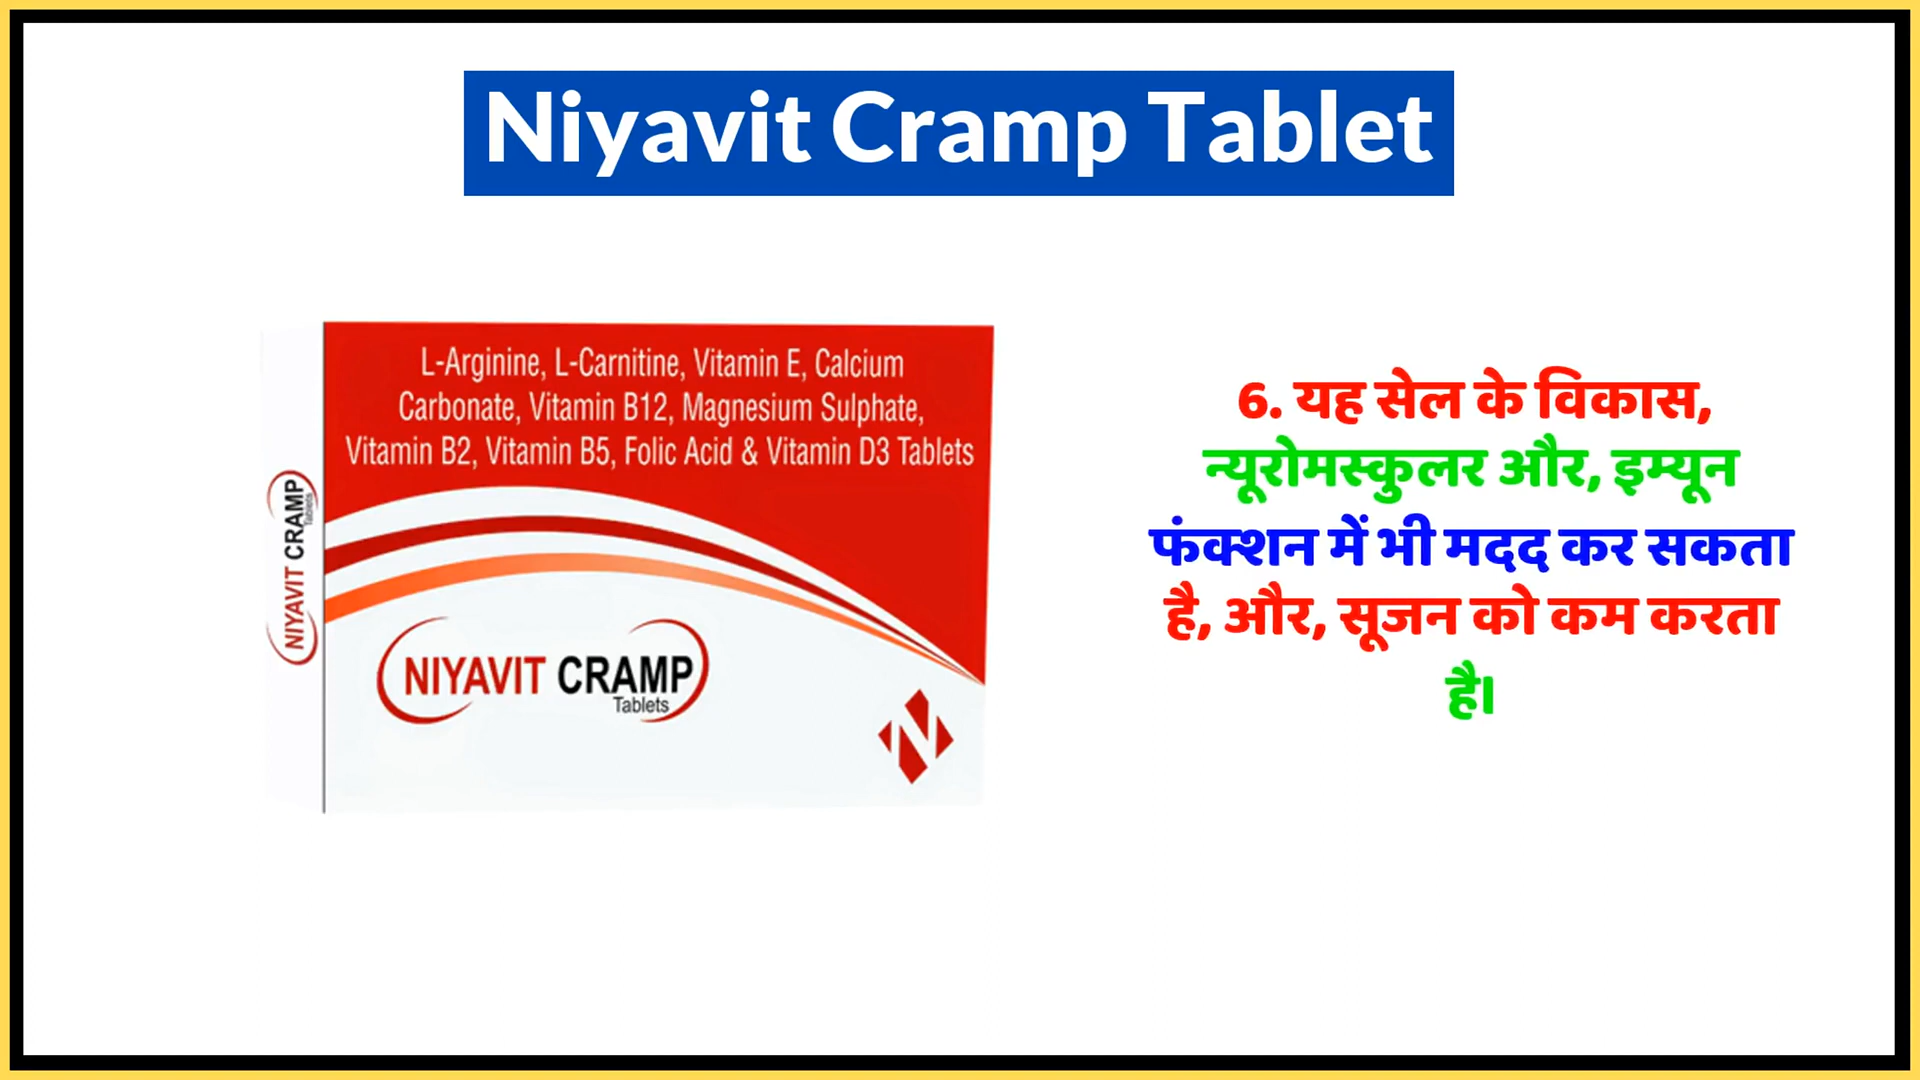 Niyavit Cramp Tablet
L-Arginine, L-Carnitine, Vitamin E, Calcium
Carbonate, Vitamin B12, Magnesium Sulphate,
Vitamin B2, Vitamin B5, Folic Acid & Vitamin D3 Tablets
NIYAVIT CRAMP
Tablets
NIYAVIT CRAMP
Tablets
6. यह सेल के विकास,
न्यूरोमस्कुलर और, इम्यून
फंक्शन में भी मदद कर सकता
है, और, सूजन को कम करता
है।